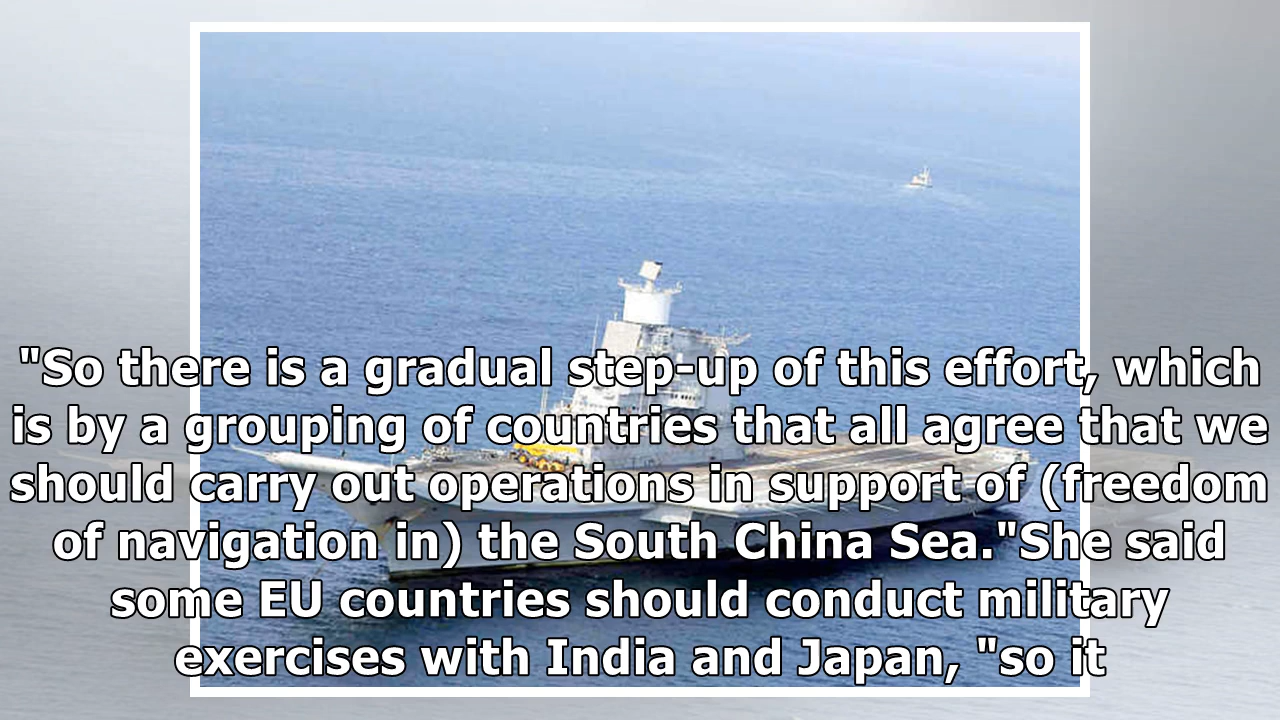 "So there is a gradual step-up of this effort, which
is by a grouping of countries that all agree that we
should carry out operations in support of (freedom
of navigation in) the South China Sea."She said
some EU countries should conduct military
exercises with India and Japan, "so it